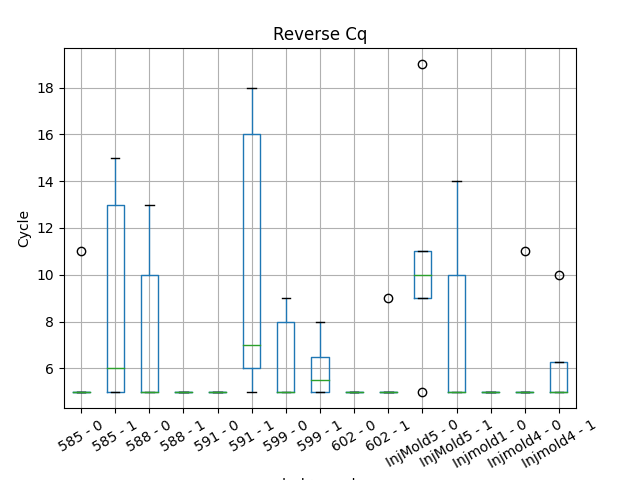 Reverse Cq
Cycle
18
16
14
12
10
8
6
585 - 0
585 - 1
588 - 0
588 - 1
591 - 0
591 - 1
599 - 0
599 - 1
602 - 0
602 - 1
InjMold5 - 0
InjMold5 - 1
Injmold1 - 0
Injmold4 - 0
Injmold4 - 1